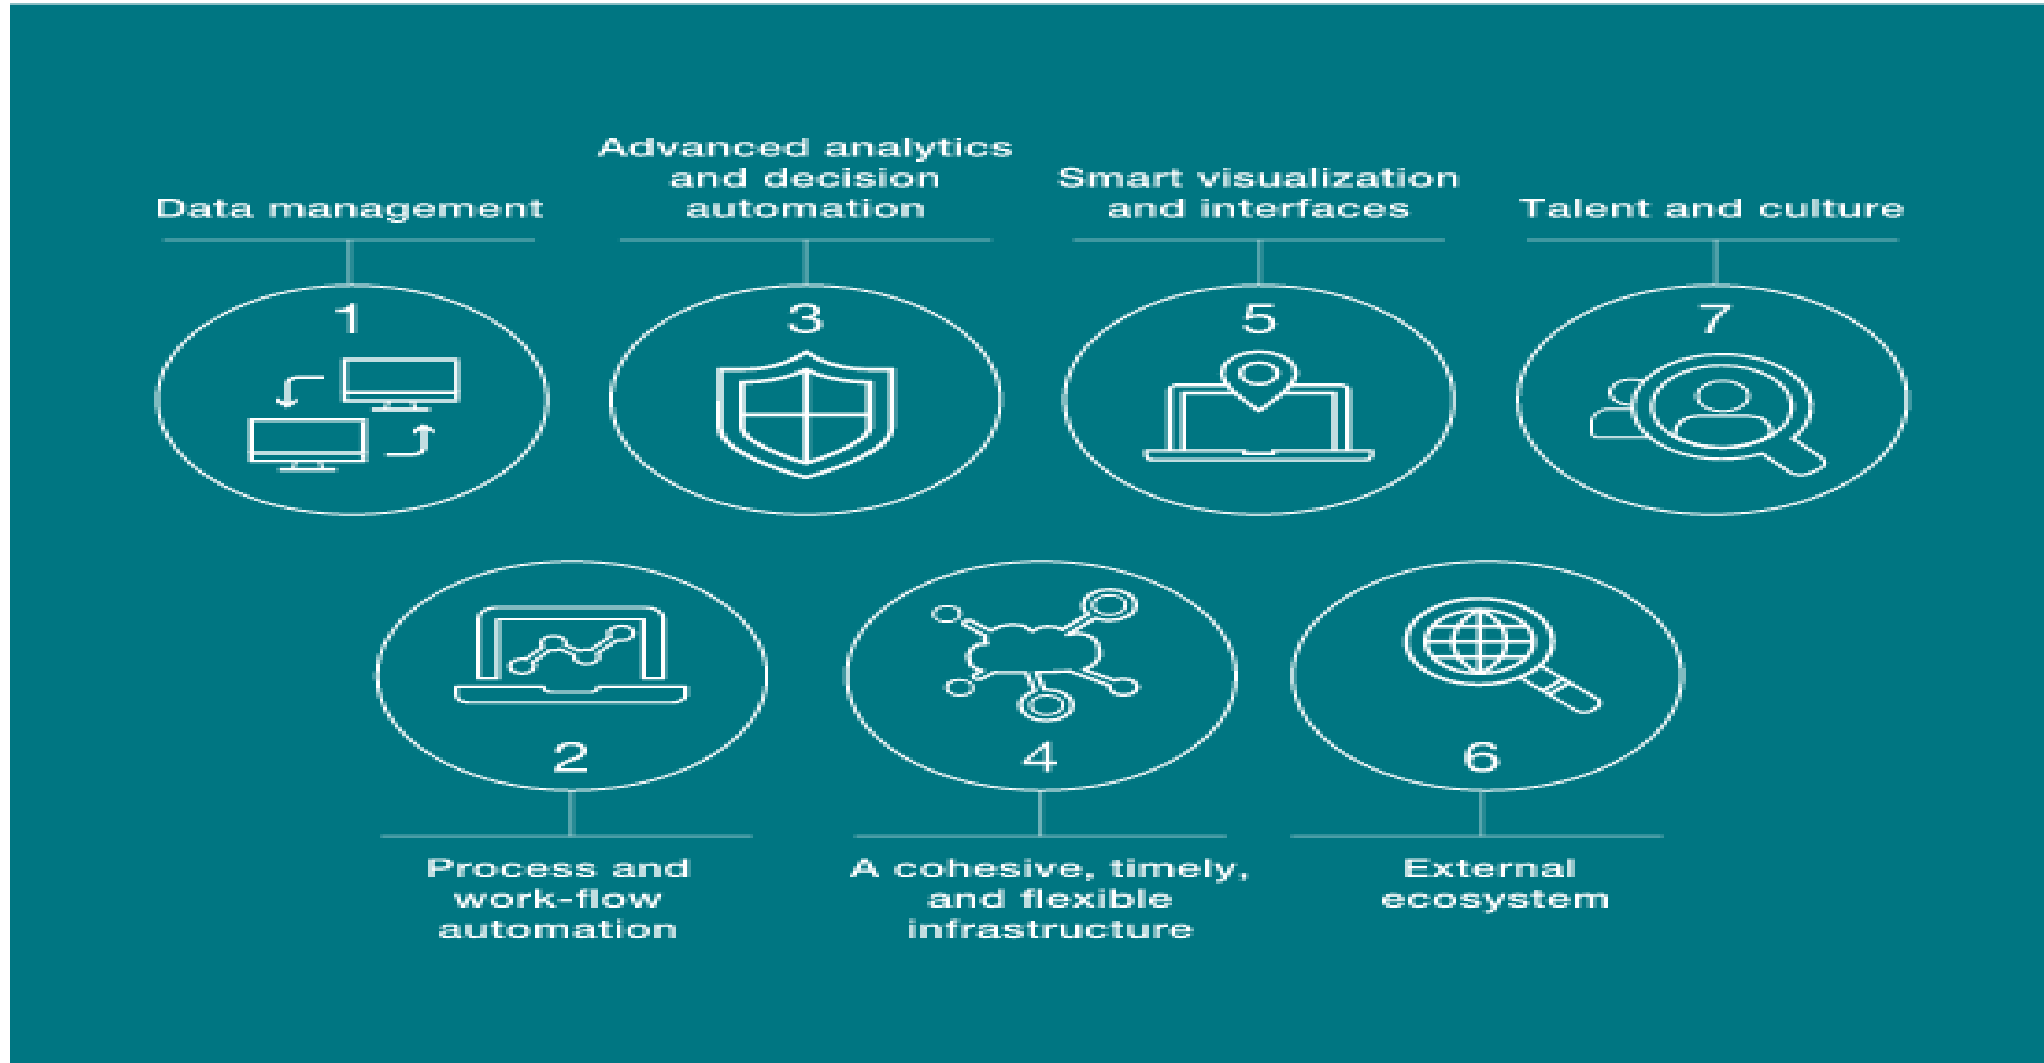 Data management
1
Process and
work-flow
automation
2
Advanced analytics
and decision
automation
3
A cohesive, timely,
and flexible
infrastructure
4
Smart visualization
and interfaces
5
External
ecosystem
6
Talent and culture
7